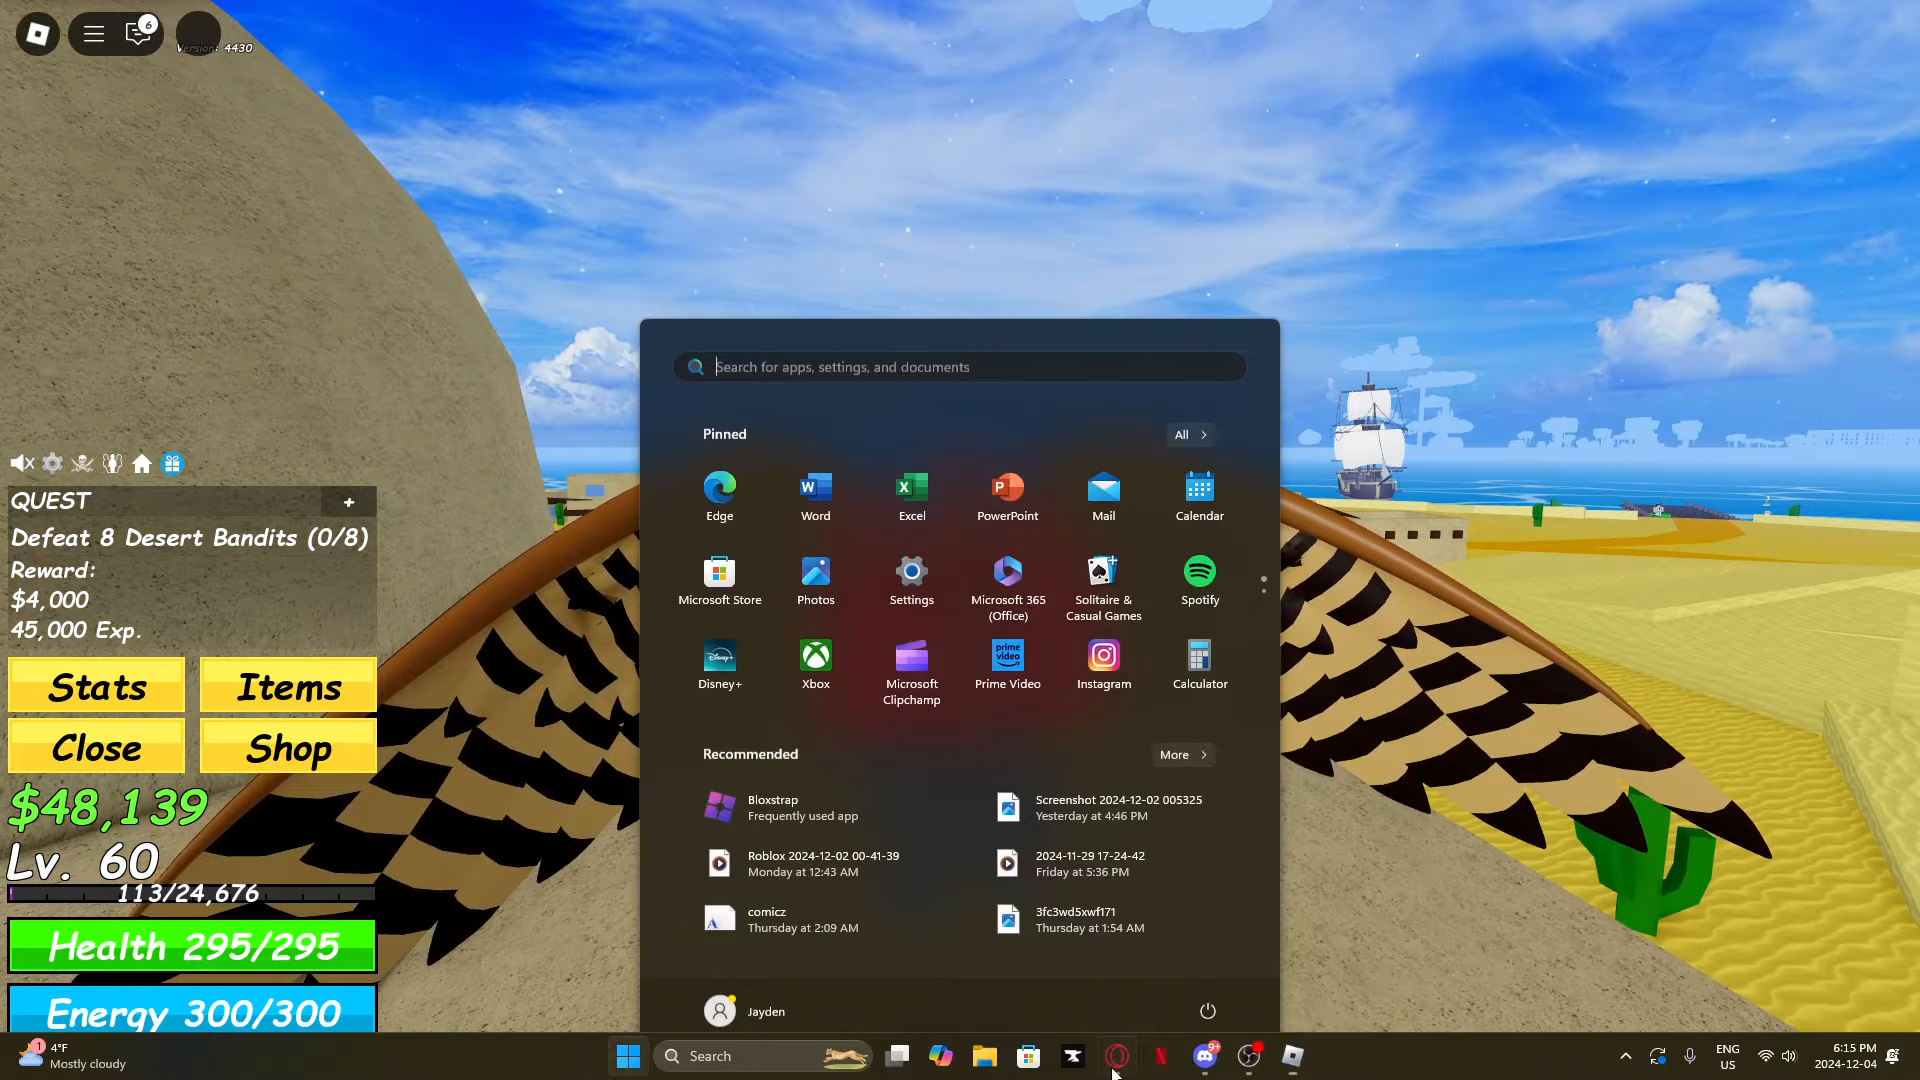 6
Version: 4430
Search for apps, settings, and documents
Pinned
All
Edge
Word
Excel
PowerPoint
Mail
Calendar
Microsoft Store
Photos
Settings
Microsoft 365
(Office)
Solitaire &
Casual Games
Spotify
Disney+
Xbox
Microsoft
Clipchamp
prime
video
Prime Video
Instagram
Calculator
Recommended
More
Bloxstrap
Frequently used app
Screenshot 2024-12-02 005325
Yesterday at 4:46 PM
Roblox 2024-12-02 00-41-39
Monday at 12:43 AM
2024-11-29 17-24-42
Friday at 5:36 PM
comicz
Thursday at 2:09 AM
3fc3wd5xwf171
Thursday at 1:54 AM
Jayden
QUEST
+
Defeat 8 Desert Bandits (0/8)
Reward:
$4,000
45,000 Exp.
Stats
Items
Close
Shop
$48,139
Lv. 60
113/24,676
Health 295/295
Energy 300/300
1
4°F
Mostly cloudy
Search
9+
ENG
US
6:15 PM
2024-12-04